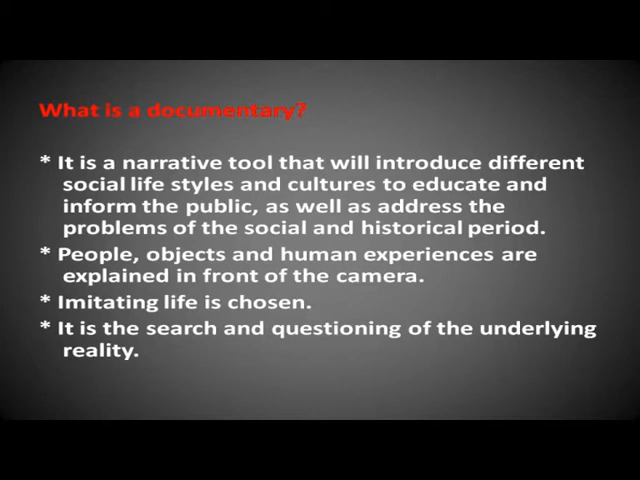 What is a documentary?
* It is a narrative tool that will introduce different
social life styles and cultures to educate and
inform the public, as well as address the
problems of the social and historical period.
* People, objects and human experiences are
explained in front of the camera.
* Imitating life is chosen.
* It is the search and questioning of the underlying
reality.